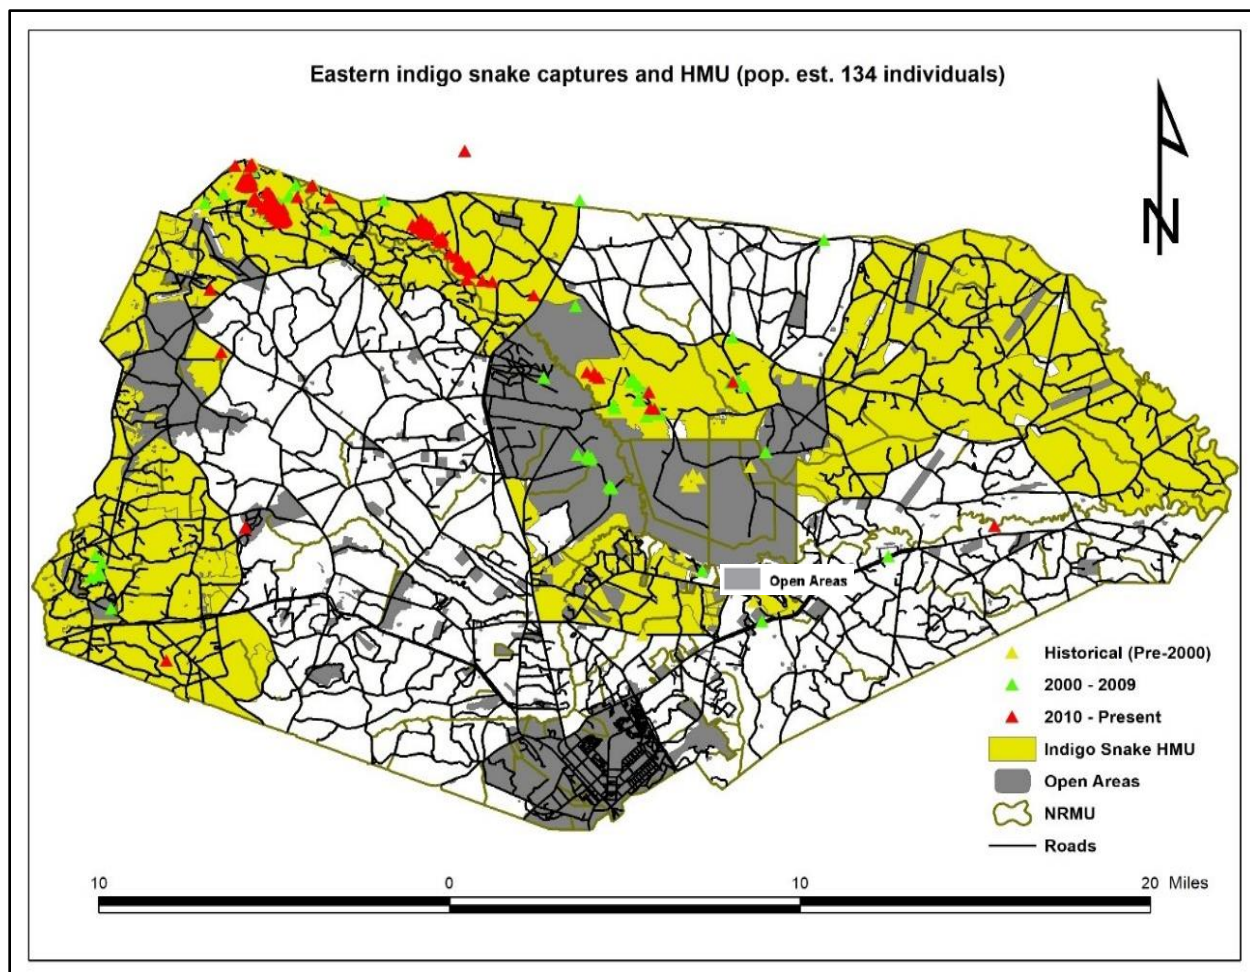 Eastern indigo snake captures and HMU (pop. est. 134 individuals)
N
Open Areas
Historical (Pre-2000)
2000 - 2009
2010 - Present
Indigo Snake HMU
Open Areas
NRMU
Roads
10 0 10 20 Miles